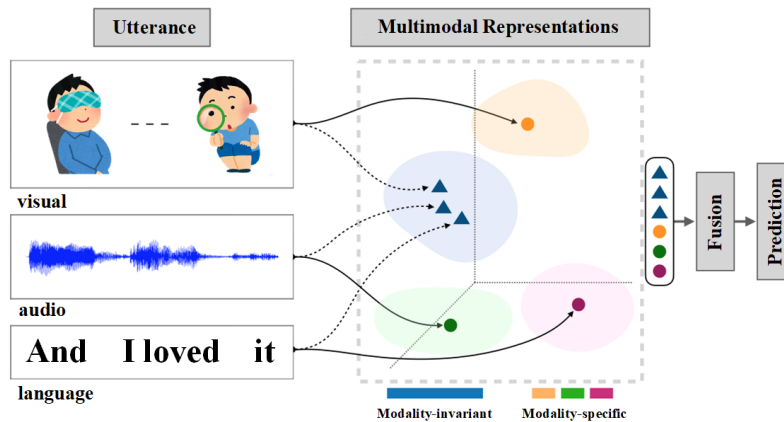 Utterance
Multimodal Representations
visual
audio
And I loved it
language
Modality-invariant
Modality-specific
Fusion
Prediction